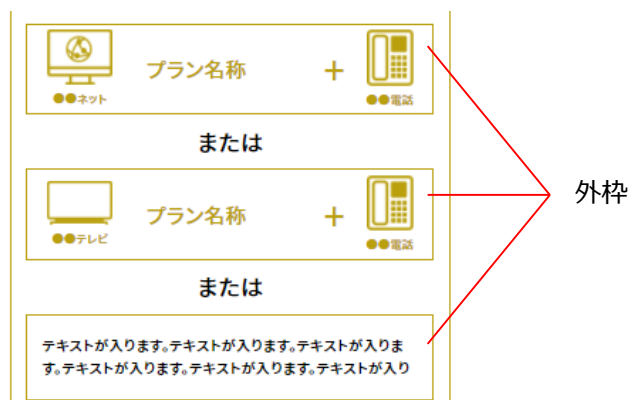 プラン名称
+
●●ネット
●●電話
または
プラン名称
+
●●テレビ
●●電話
または
テキストが入ります。テキストが入ります。テキストが入りま
す。テキストが入ります。テキストが入ります。テキストが入り
外枠